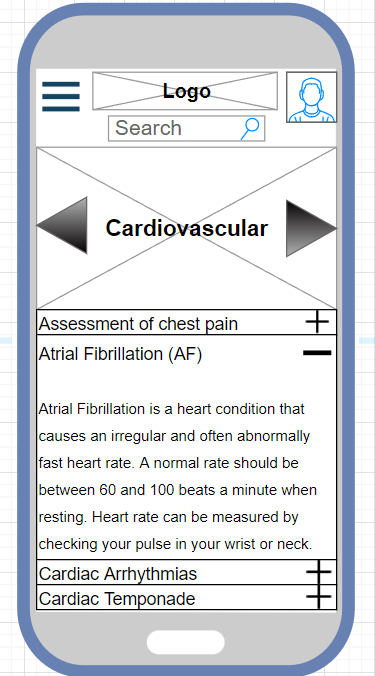 Logo
Search
Cardiovascular
Assessment of chest pain
Atrial Fibrillation (AF)
Atrial Fibrillation is a heart condition that
causes an irregular and often abnormally
fast heart rate. A normal rate should be
between 60 and 100 beats a minute when
resting. Heart rate can be measured by
checking your pulse in your wrist or neck.
Cardiac Arrhythmias
Cardiac Temponade